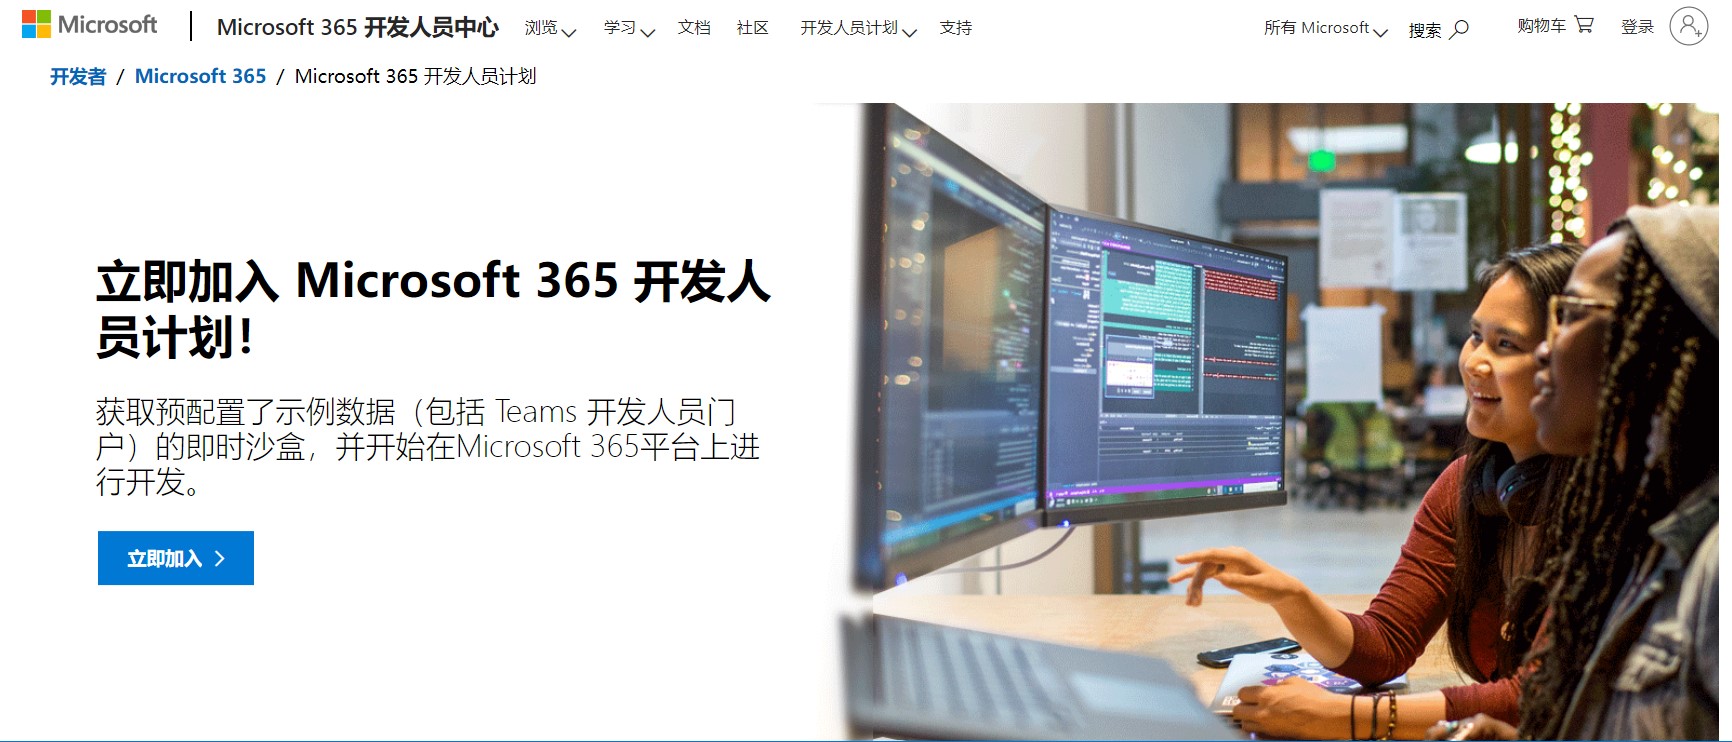 Microsoft
Microsoft 365 开发人员中心
浏览
学习
文档
社区
开发人员计划
支持
所有 Microsoft
搜索
购物车
登录
开发者 / Microsoft 365 / Microsoft 365 开发人员计划
立即加入 Microsoft 365 开发人
员计划！
获取预配置了示例数据（包括 Teams 开发人员门
户）的即时沙盒，并开始在Microsoft 365平台上进
行开发。
立即加入